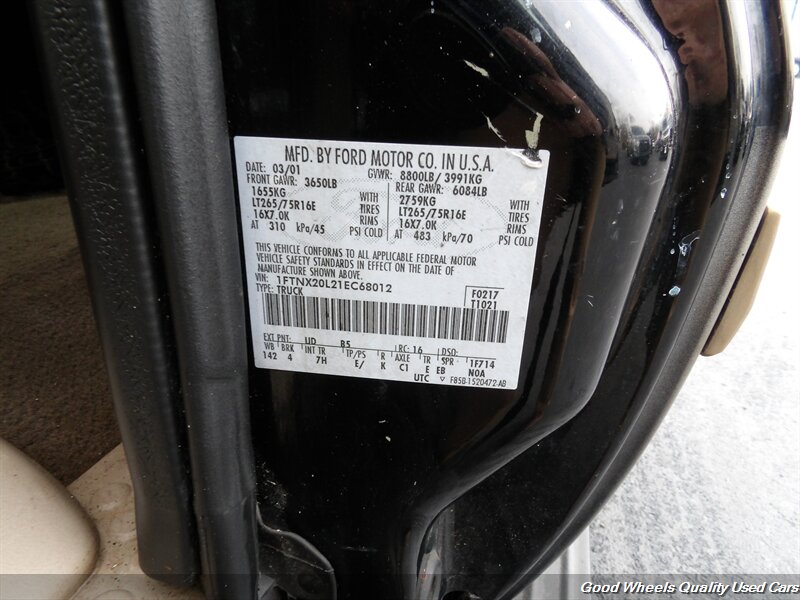 MFD. BY FORD MOTOR CO. IN U.S.A.
DATE: 03/01 GVWR: 8800LB/ 3991KG
FRONT GAWR: 3650LB REAR GAWR: 6084LB
1655KG WITH 2759KG WITH
LT265/75R16E TIRES LT265/75R16E TIRES
16X7.0K RIMS 16X7.0K RIMS
AT 310 kPa/45 PSI COLD AT 483 kPa/70 PSI COLD
THIS VEHICLE CONFORMS TO ALL APPLICABLE FEDERAL MOTOR
VEHICLE SAFETY STANDARDS IN EFFECT ON THE DATE OF
MANUFACTURE SHOWN ABOVE.
VIN: 1FTNX20L21EC68012 F0217
TYPE: TRUCK T1021
EXT PNT: UD B5 RC: 16 DSO:
WB BRK INT TR TP/PS R AXLE TR SPR 1F714
142 4 7H E/ K C1 E EB N0A
UTC ▽ F85B-1520472-AB
Good Wheels Quality Used Cars